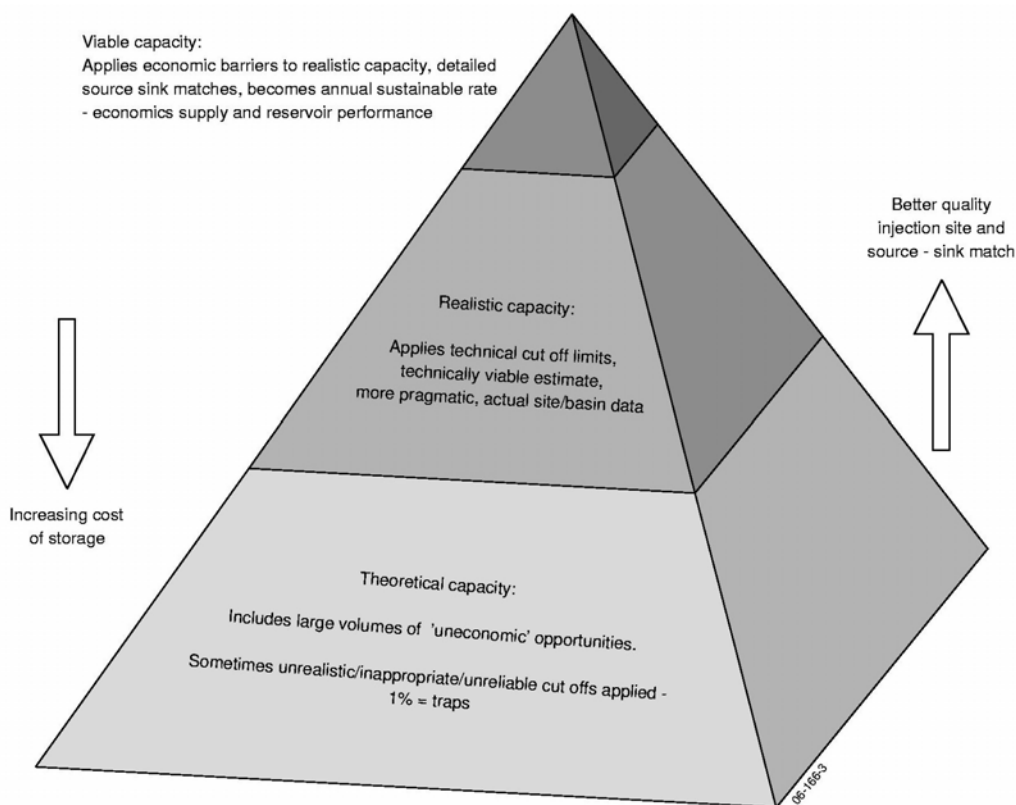 Viable capacity:
Applies economic barriers to realistic capacity, detailed
source sink matches, becomes annual sustainable rate
- economics supply and reservoir performance
Better quality
injection site and
source - sink match
Realistic capacity:
Applies technical cut off limits,
technically viable estimate,
more pragmatic, actual site/basin data
Increasing cost
of storage
Theoretical capacity:
Includes large volumes of 'uneconomic' opportunities.
Sometimes unrealistic/inappropriate/unreliable cut offs applied -
1% = traps
06-166-3